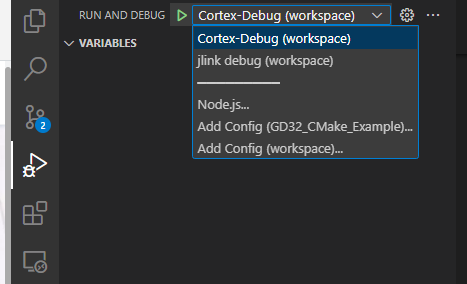 RUN AND DEBUG
Cortex-Debug (workspace)
VARIABLES
Cortex-Debug (workspace)
jlink debug (workspace)
Node.js...
Add Config (GD32_CMake_Example)...
Add Config (workspace)...
2